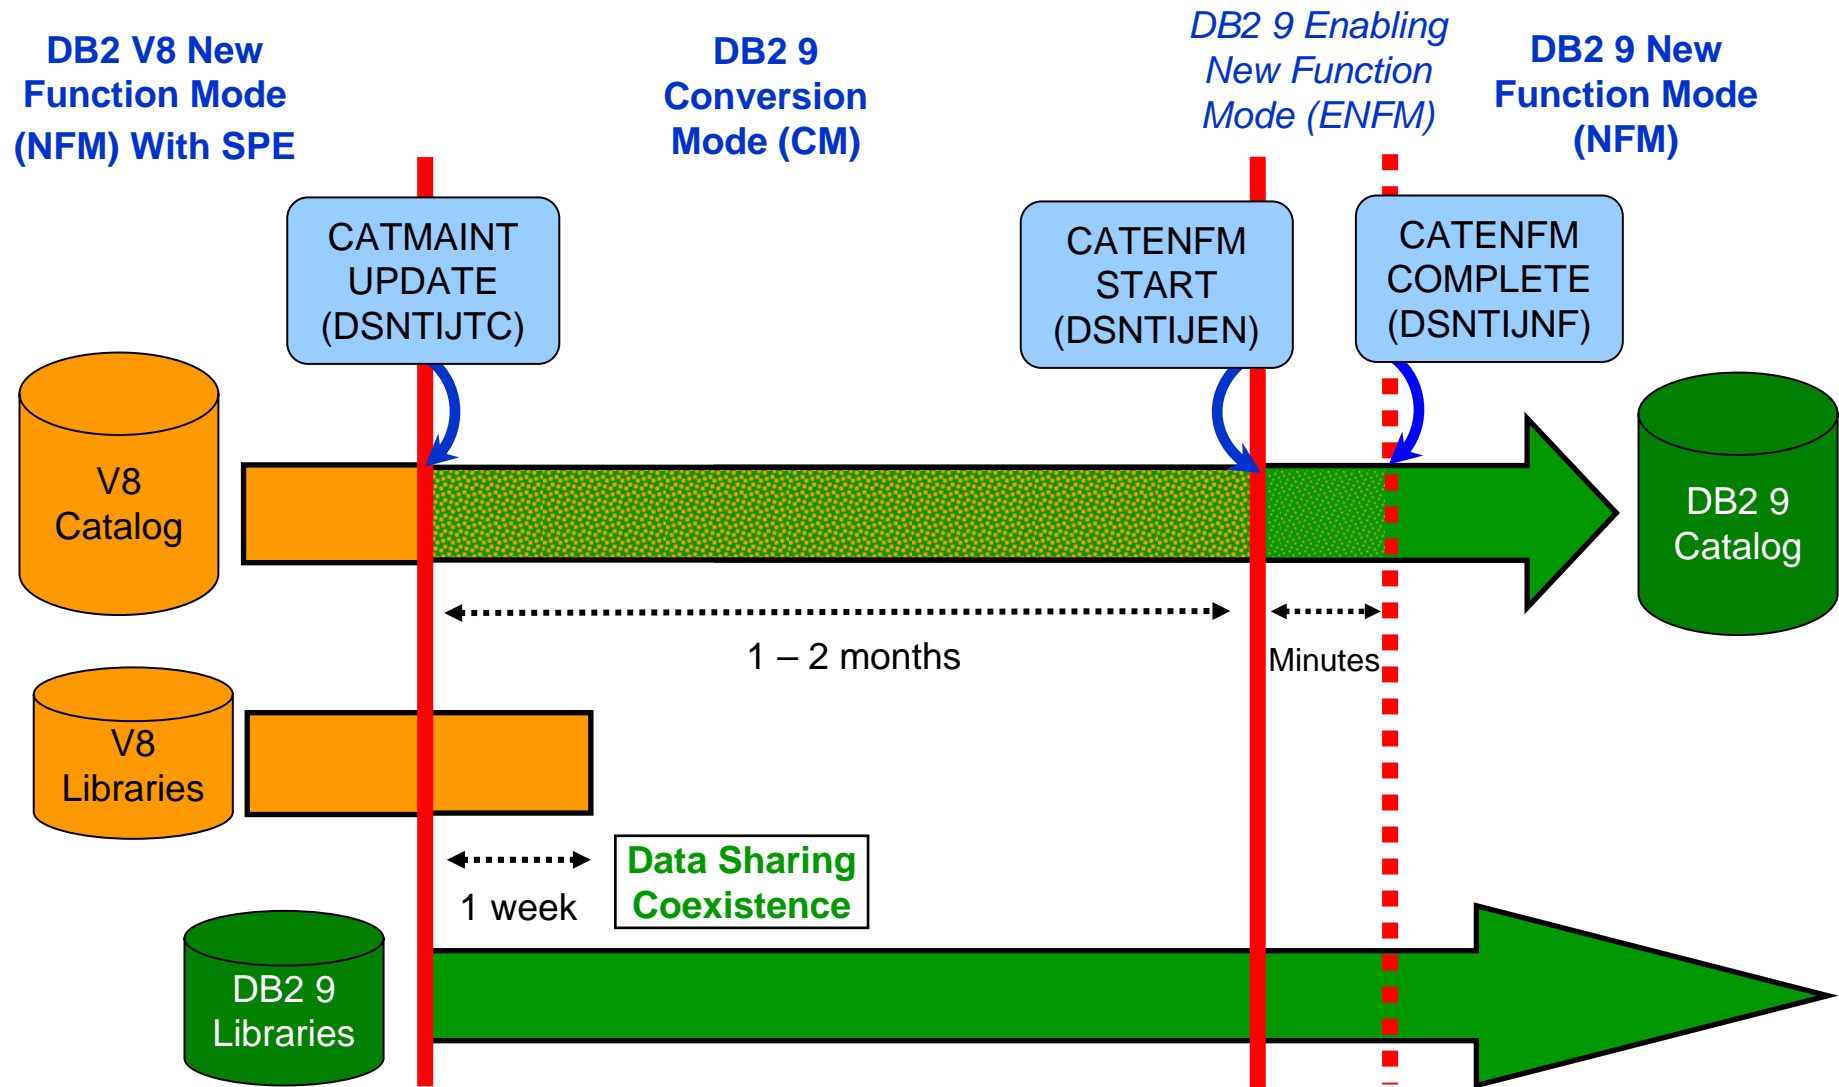 DB2 V8 New
Function Mode
(NFM) With SPE
DB2 9
Conversion
Mode (CM)
DB2 9 Enabling
New Function
Mode (ENFM)
DB2 9 New
Function Mode
(NFM)
CATMAINT
UPDATE
(DSNTIJTC)
CATENFM
START
(DSNTIJEN)
CATENFM
COMPLETE
(DSNTIJNF)
V8
Catalog
DB2 9
Catalog
1 – 2 months
Minutes
V8
Libraries
1 week
Data Sharing
Coexistence
DB2 9
Libraries